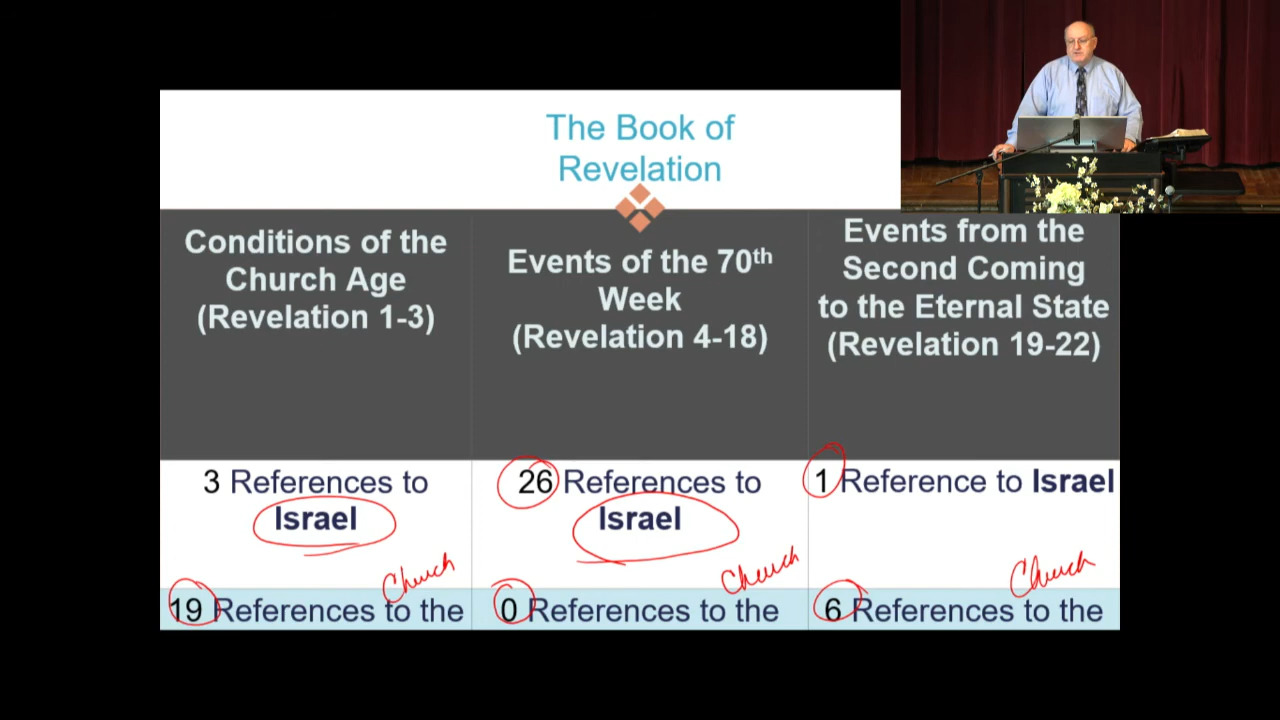 The Book of
Revelation
Conditions of the
Church Age
(Revelation 1-3)
Events of the 70th
Week
(Revelation 4-18)
Events from the
Second Coming
to the Eternal State
(Revelation 19-22)
3 References to
Israel
26 References to
Israel
1 Reference to Israel
Church
19 References to the
Church
0 References to the
Church
6 References to the